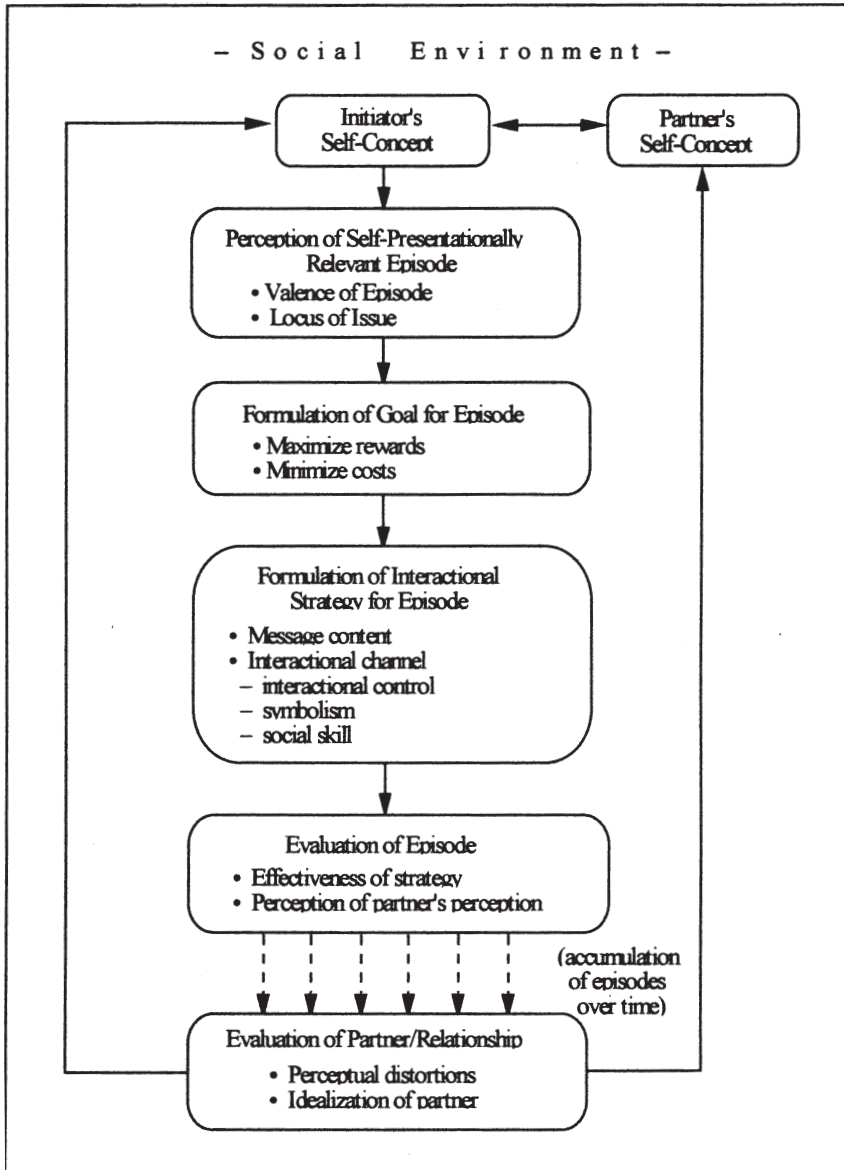 – Social Environment –
Initiator's
Self-Concept
Partner's
Self-Concept
Perception of Self-Presentationally
Relevant Episode
• Valence of Episode
• Locus of Issue
Formulation of Goal for Episode
• Maximize rewards
• Minimize costs
Formulation of Interactional
Strategy for Episode
• Message content
• Interactional channel
– interactional control
– symbolism
– social skill
Evaluation of Episode
• Effectiveness of strategy
• Perception of partner's perception
(accumulation
of episodes
over time)
Evaluation of Partner/Relationship
• Perceptual distortions
• Idealization of partner